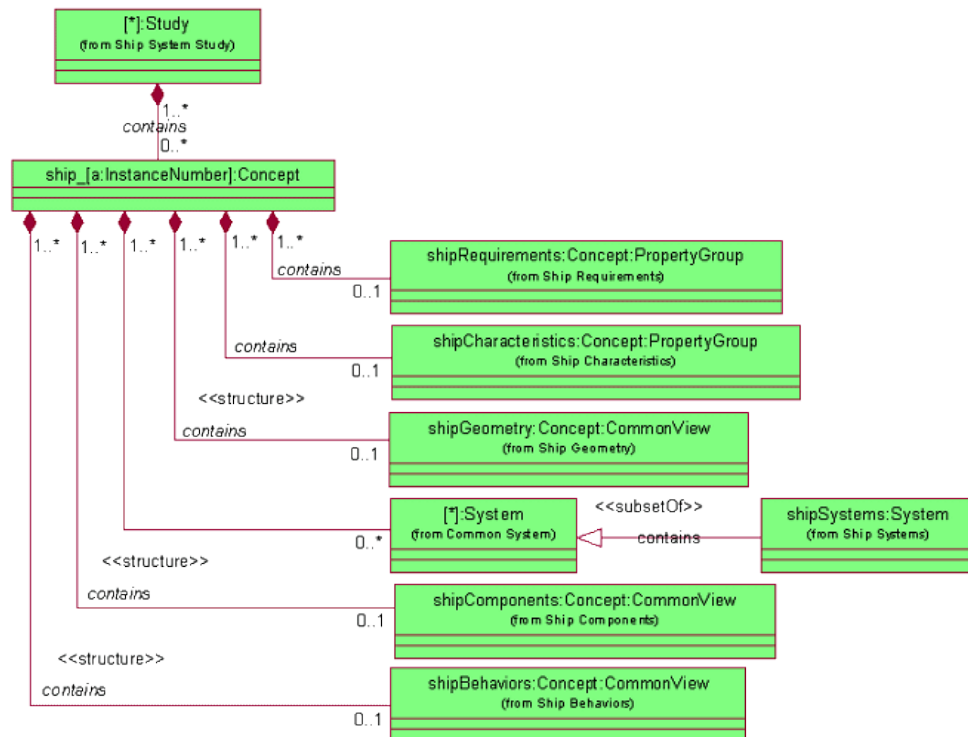 [*]:Study
(from Ship System Study)
1..*
contains
0..*
ship_[a:InstanceNumber]:Concept
1..* 1..* 1..* 1..* 1..* 1..*
contains
0..1
shipRequirements:Concept:PropertyGroup
(from Ship Requirements)
contains
0..1
shipCharacteristics:Concept:PropertyGroup
(from Ship Characteristics)
<<structure>>
contains
0..1
shipGeometry:Concept:CommonView
(from Ship Geometry)
0..*
[*]:System
(from Common System)
<<subsetOf>>
contains
shipSystems:System
(from Ship Systems)
<<structure>>
contains
0..1
shipComponents:Concept:CommonView
(from Ship Components)
<<structure>>
contains
0..1
shipBehaviors:Concept:CommonView
(from Ship Behaviors)